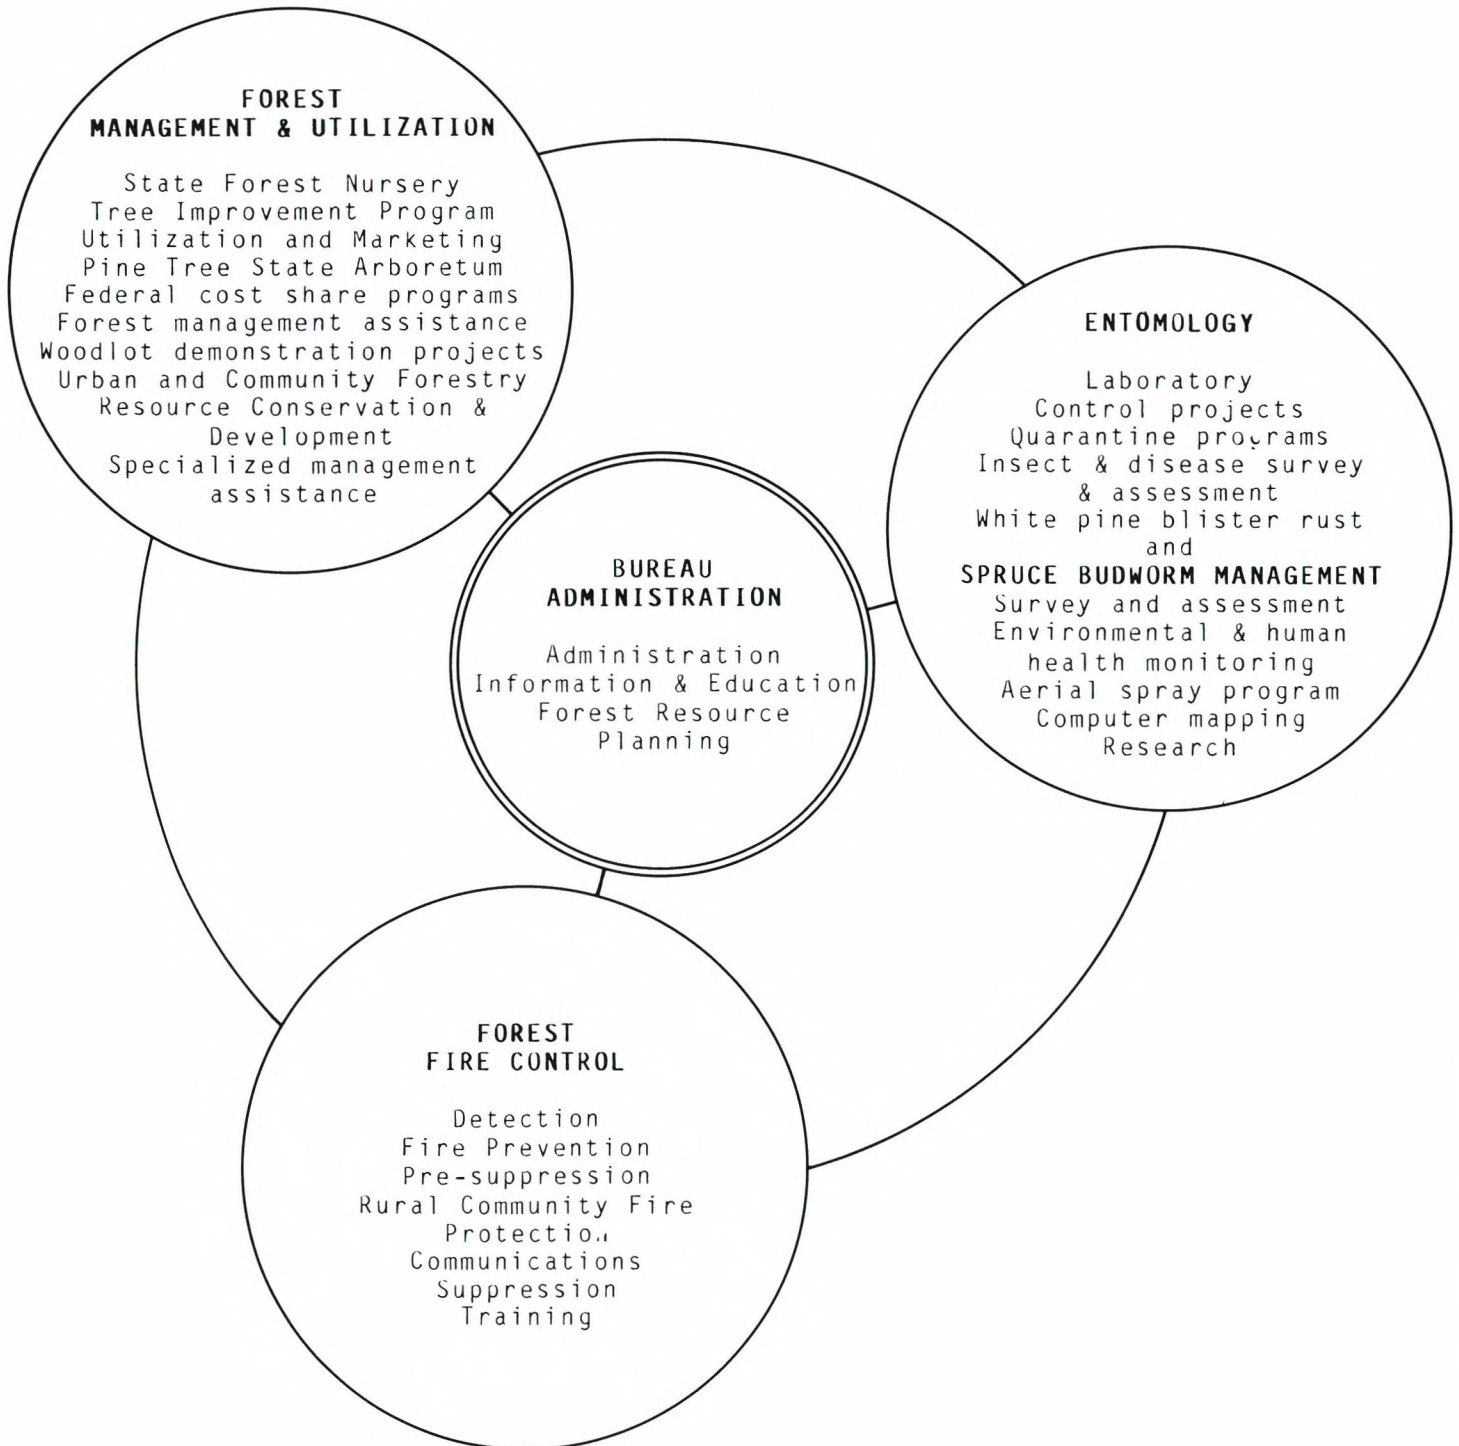 FOREST
MANAGEMENT & UTILIZATION
State Forest Nursery
Tree Improvement Program
Utilization and Marketing
Pine Tree State Arboretum
Federal cost share programs
Forest management assistance
Woodlot demonstration projects
Urban and Community Forestry
Resource Conservation &
Development
Specialized management
assistance
ENTOMOLOGY
Laboratory
Control projects
Quarantine programs
Insect & disease survey
& assessment
White pine blister rust
and
SPRUCE BUDWORM MANAGEMENT
Survey and assessment
Environmental & human
health monitoring
Aerial spray program
Computer mapping
Research
BUREAU
ADMINISTRATION
Administration
Information & Education
Forest Resource
Planning
FOREST
FIRE CONTROL
Detection
Fire Prevention
Pre-suppression
Rural Community Fire
Protection
Communications
Suppression
Training